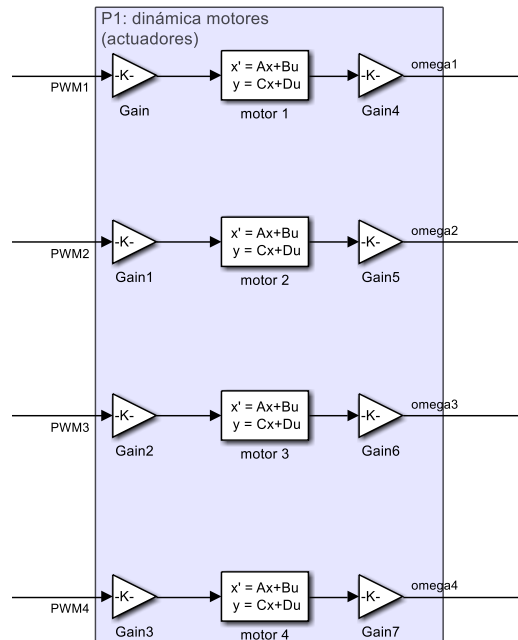 P1: dinámica motores
(actuadores)
PWM1
-K-
Gain
x' = Ax+Bu
y = Cx+Du
motor 1
-K-
Gain4
omega1
PWM2
-K-
Gain1
x' = Ax+Bu
y = Cx+Du
motor 2
-K-
Gain5
omega2
PWM3
-K-
Gain2
x' = Ax+Bu
y = Cx+Du
motor 3
-K-
Gain6
omega3
PWM4
-K-
Gain3
x' = Ax+Bu
y = Cx+Du
motor 4
-K-
Gain7
omega4